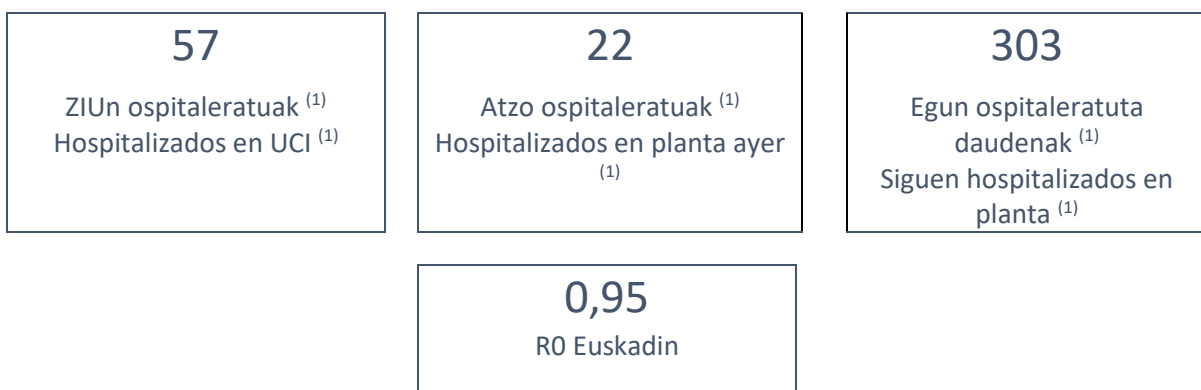 57
ZIUn ospitaleratuak (1)
Hospitalizados en UCI (1)
22
Atzo ospitaleratuak (1)
Hospitalizados en planta ayer
(1)
303
Egun ospitaleratuta
daudenak (1)
Siguen hospitalizados en
planta (1)
0,95
R0 Euskadin